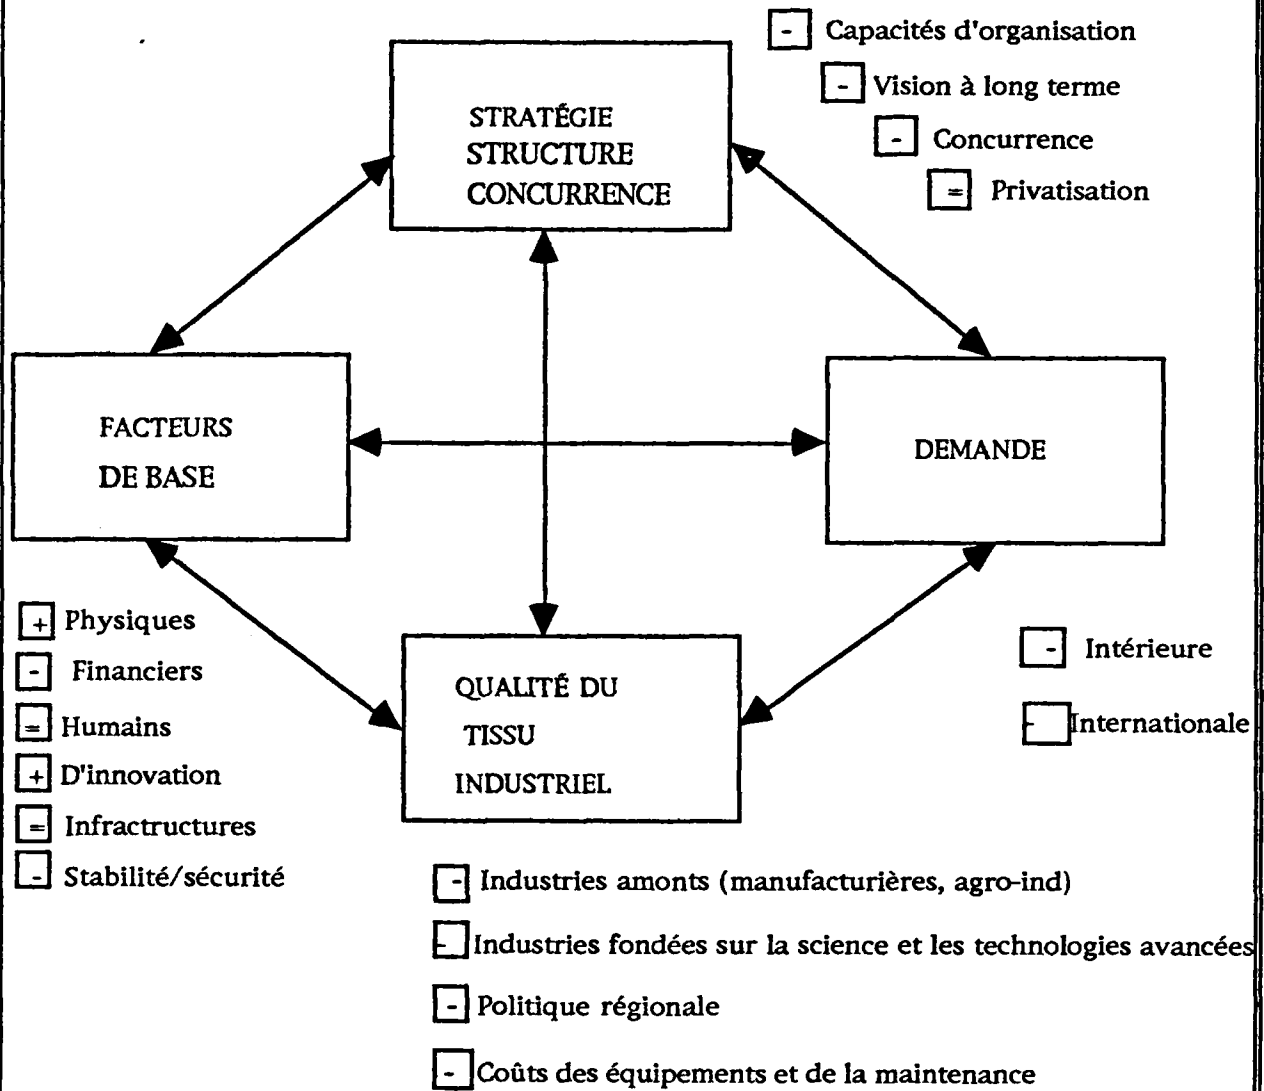 - Capacités d'organisation
- Vision à long terme
- Concurrence
= Privatisation
STRATÉGIE
STRUCTURE
CONCURRENCE
FACTEURS
DE BASE
DEMANDE
+ Physiques
- Financiers
= Humains
+ D'innovation
= Infractructures
- Stabilité/sécurité
QUALITÉ DU
TISSU
INDUSTRIEL
- Intérieure
- Internationale
- Industries amonts (manufacturières, agro-ind)
- Industries fondées sur la science et les technologies avancées
- Politique régionale
- Coûts des équipements et de la maintenance